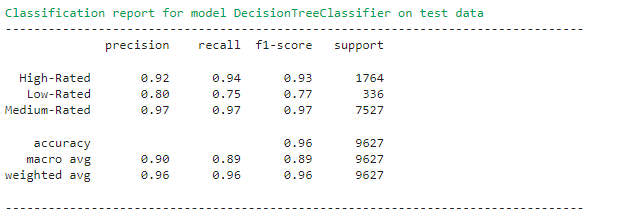 Classification report for model DecisionTreeClassifier on test data
------------------------------------------------------------------------------
precision recall f1-score support
High-Rated 0.92 0.94 0.93 1764
Low-Rated 0.80 0.75 0.77 336
Medium-Rated 0.97 0.97 0.97 7527
accuracy 0.96 9627
macro avg 0.90 0.89 0.89 9627
weighted avg 0.96 0.96 0.96 9627
------------------------------------------------------------------------------